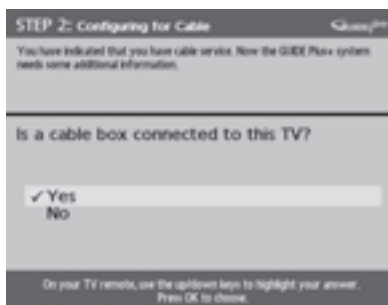 STEP 2: Configuring for Cable
You have indicated that you have cable service. Now the GUIDE Plus+ system
needs some additional information.
Is a cable box connected to this TV?
✓ Yes
No
On your TV remote, use the up/down keys to highlight your answer.
Press OK to choose.